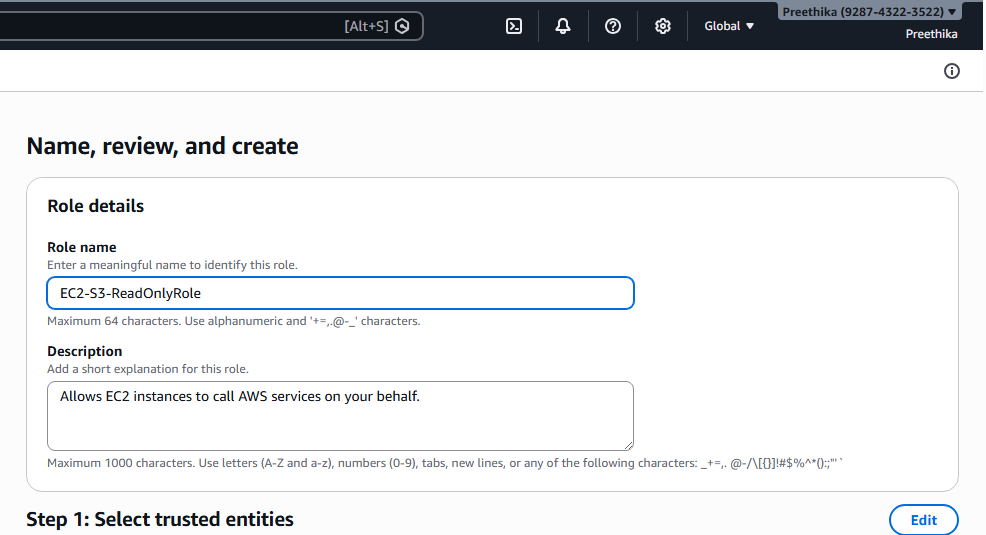 [Alt+S]
Global
Preethika (9287-4322-3522)
Preethika
Name, review, and create
Role details
Role name
Enter a meaningful name to identify this role.
EC2-S3-ReadOnlyRole
Maximum 64 characters. Use alphanumeric and '+=,.@-_' characters.
Description
Add a short explanation for this role.
Allows EC2 instances to call AWS services on your behalf.
Maximum 1000 characters. Use letters (A-Z and a-z), numbers (0-9), tabs, new lines, or any of the following characters: _+=,. @-/\[{}]!#$%^*();:"'`
Step 1: Select trusted entities
Edit